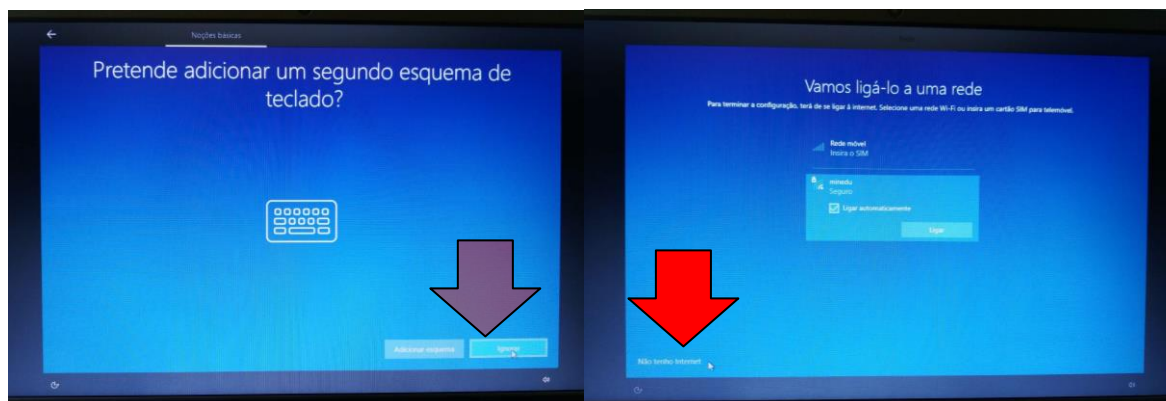 Noções básicas
Pretende adicionar um segundo esquema de
teclado?
Adicionar esquema
Ignorar
Vamos ligá-lo a uma rede
Para terminar a configuração, terá de se ligar à internet. Selecione uma rede Wi-Fi ou insira um cartão SIM para telemóvel.
Rede móvel
Insira o SIM
minedu
Seguro
Ligar automaticamente
Ligar
Não tenho Internet